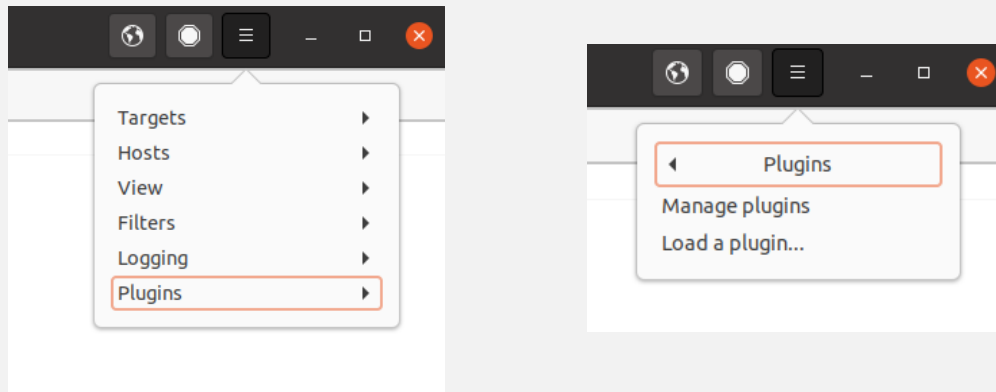 Targets
Hosts
View
Filters
Logging
Plugins
Plugins
Manage plugins
Load a plugin...